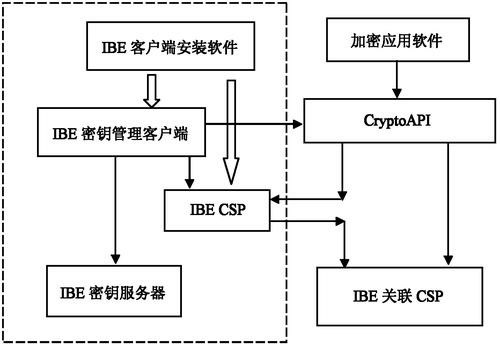 IBE 客户端安装软件
加密应用软件
IBE 密钥管理客户端
CryptoAPI
IBE CSP
IBE 密钥服务器
IBE 关联 CSP